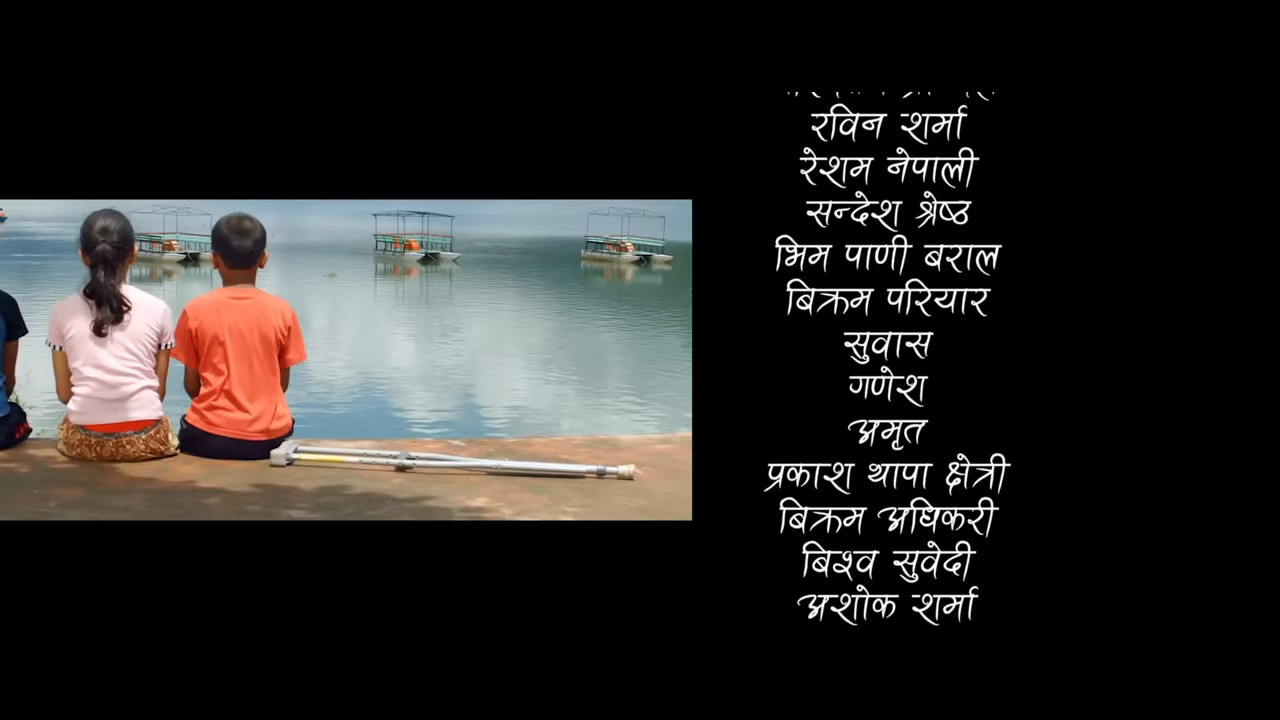 रविन शर्मा
रेशम नेपाली
सन्देश श्रेष्ठ
भिम पाणी बराल
बिक्रम परियार
सुवास
गणेश
अमृत
प्रकाश थापा क्षेत्री
बिक्रम अधिकरी
बिश्व सुवेदी
अशोक शर्मा